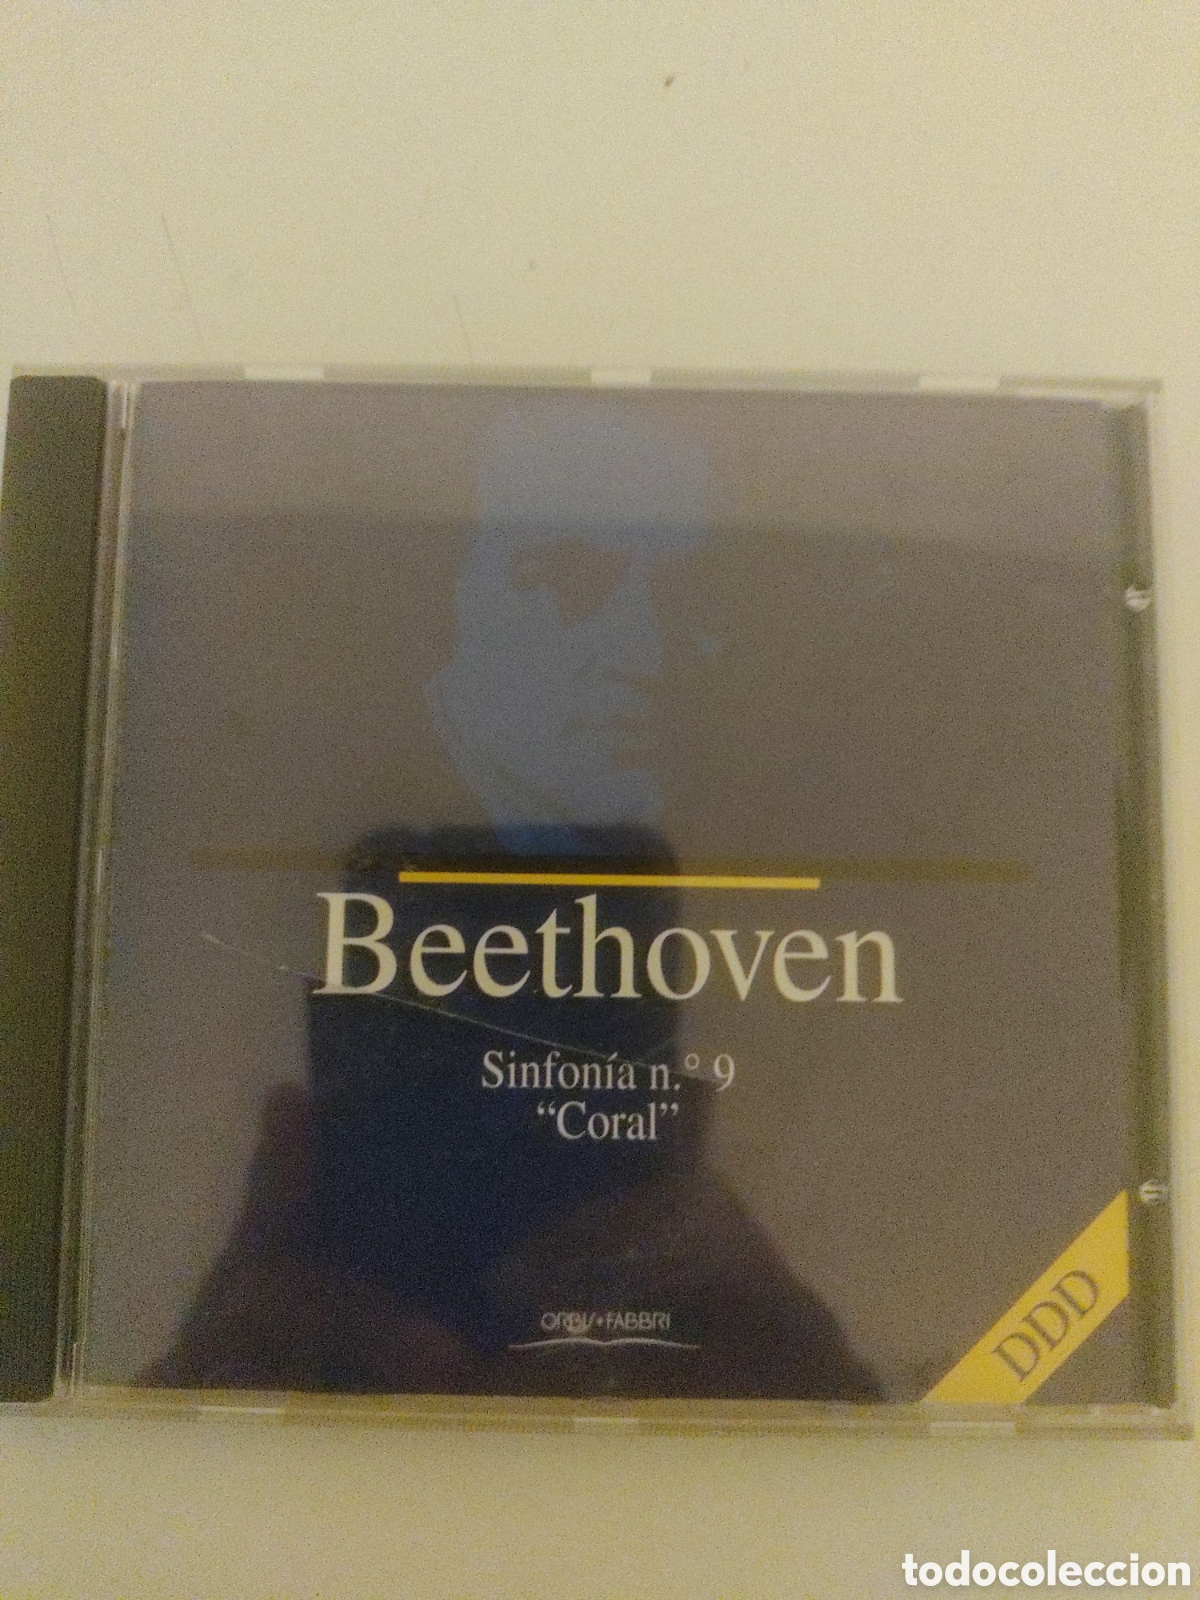 Beethoven
Sinfonía n.° 9
“Coral”
ORBIS•FABBRI
DDD
todocoleccion